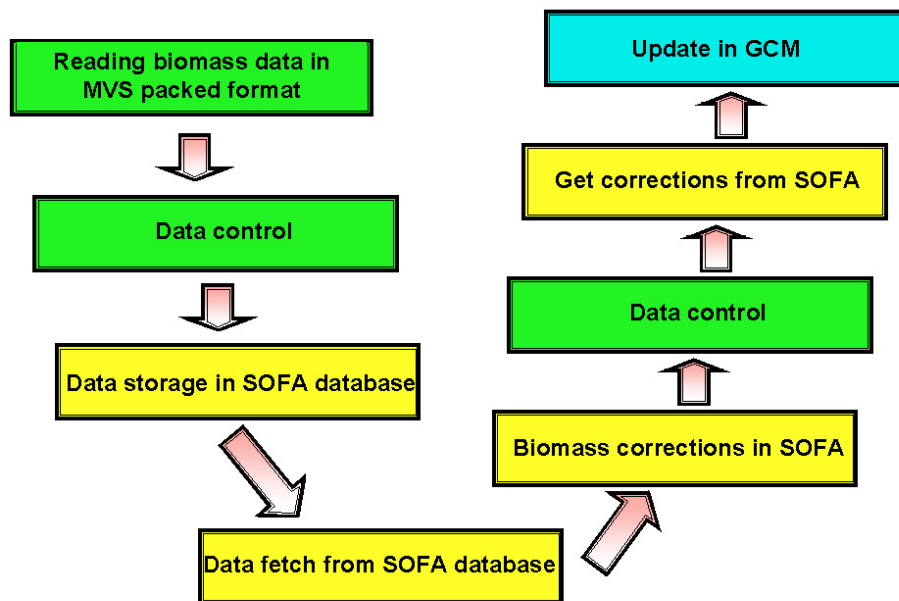 Reading biomass data in
MVS packed format
Data control
Data storage in SOFA database
Data fetch from SOFA database
Biomass corrections in SOFA
Data control
Get corrections from SOFA
Update in GCM